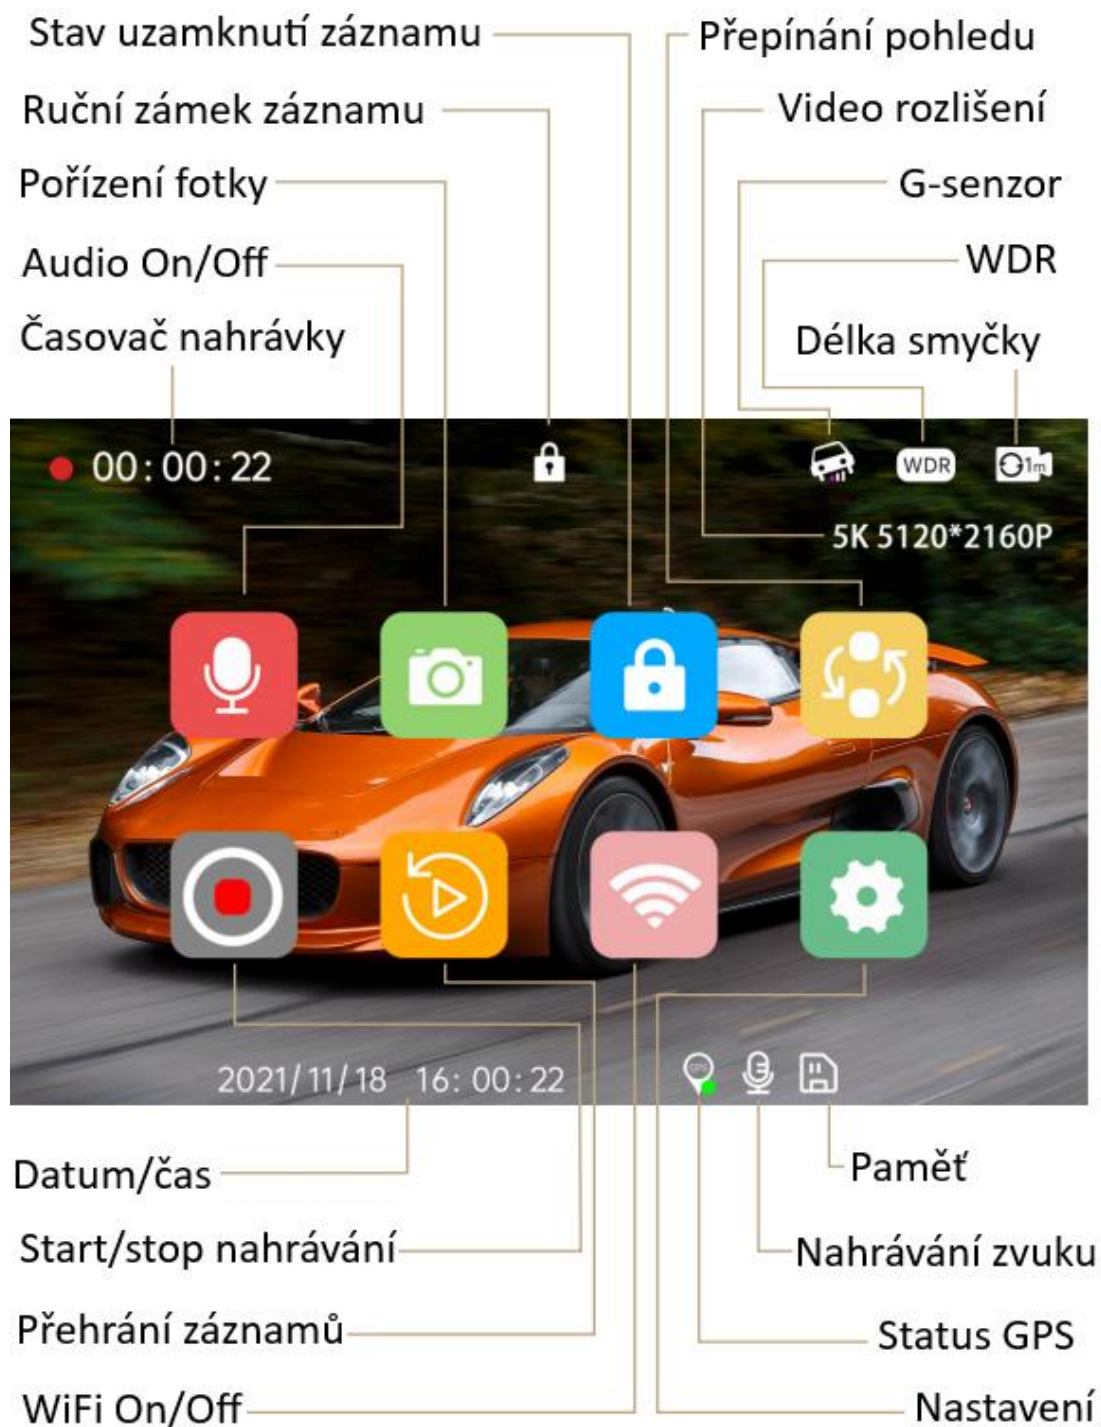 Stav uzamknutí záznamu
Přepínání pohledu
Ruční zámek záznamu
Video rozlišení
Pořízení fotky
G-senzor
Audio On/Off
WDR
Časovač nahrávky
Délka smyčky
00:00:22
WDR
1m
5K 5120*2160P
2021/11/18 16:00:22
GPS
Datum/čas
Paměť
Start/stop nahrávání
Nahrávání zvuku
Přehrání záznamů
Status GPS
WiFi On/Off
Nastavení